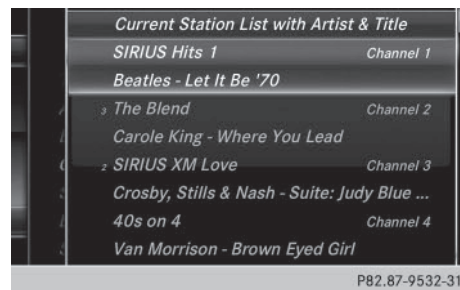 Current Station List with Artist & Title
SIRIUS Hits 1 Channel 1
Beatles - Let It Be '70
3 The Blend Channel 2
Carole King - Where You Lead
2 SIRIUS XM Love Channel 3
Crosby, Stills & Nash - Suite: Judy Blue ...
40s on 4 Channel 4
Van Morrison - Brown Eyed Girl
P82.87-9532-31